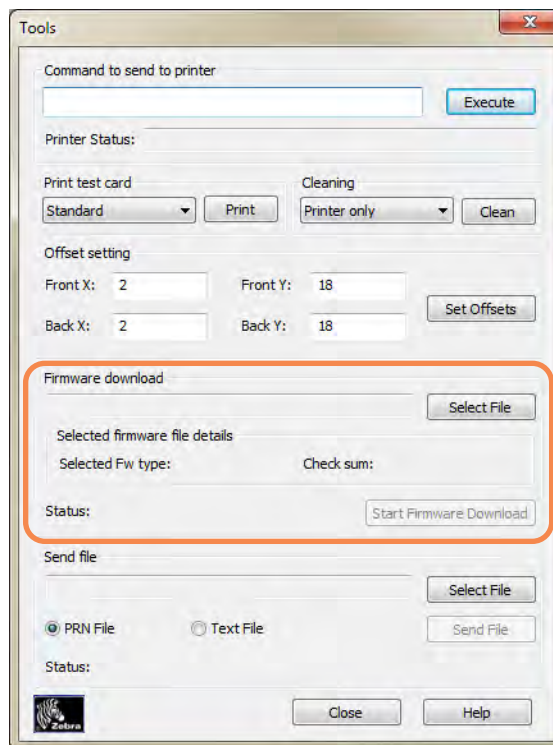 Tools
Command to send to printer
Execute
Printer Status:
Print test card
Cleaning
Standard Print Printer only Clean
Offset setting
Front X: 2 Front Y: 18
Set Offsets
Back X: 2 Back Y: 18
Firmware download
Select File
Selected firmware file details
Selected Fw type: Check sum:
Status: Start Firmware Download
Send file
Select File
PRN File Text File Send File
Status:
Zebra Close Help